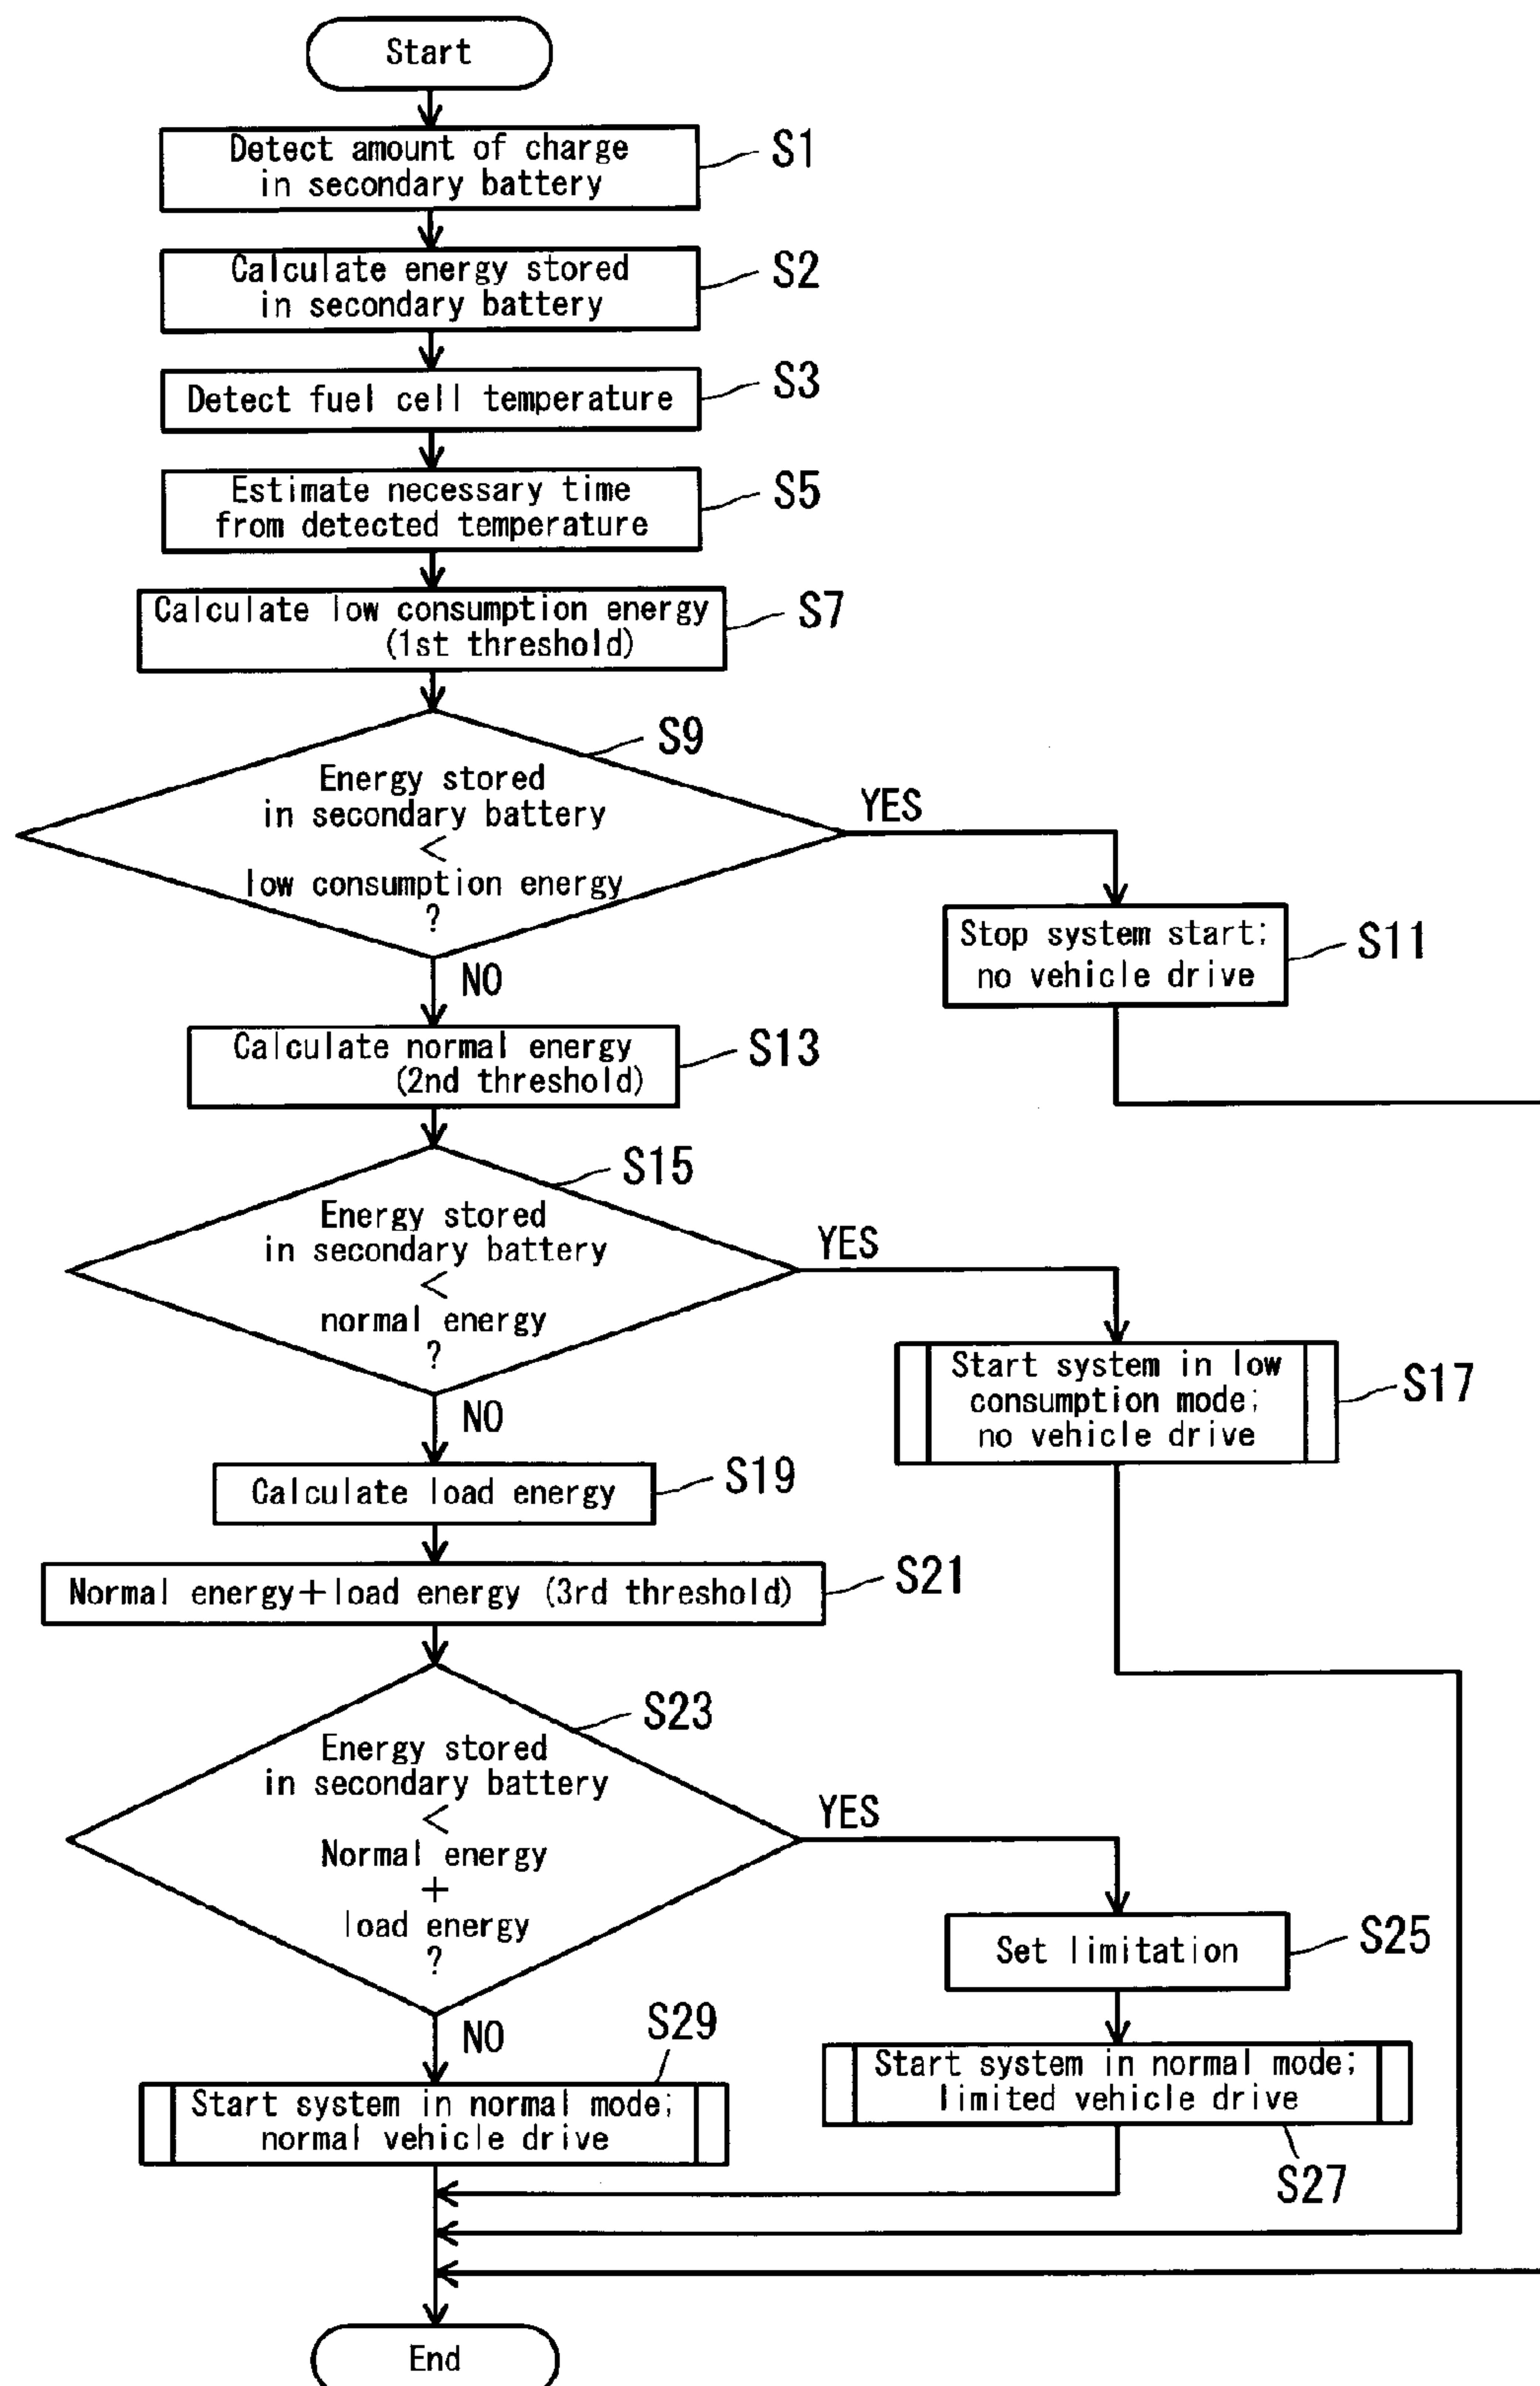 Start
Detect amount of charge
in secondary battery
S1
Calculate energy stored
in secondary battery
S2
Detect fuel cell temperature
S3
Estimate necessary time
from detected temperature
S5
Calculate low consumption energy
(1st threshold)
S7
S9
Energy stored
in secondary battery
<
low consumption energy
?
YES
NO
Stop system start;
no vehicle drive
S11
Calculate normal energy
(2nd threshold)
S13
S15
Energy stored
in secondary battery
<
normal energy
?
YES
NO
Start system in low
consumption mode;
no vehicle drive
S17
Calculate load energy
S19
Normal energy+load energy (3rd threshold)
S21
S23
Energy stored
in secondary battery
<
Normal energy
+
load energy
?
YES
NO
Set limitation
S25
S29
Start system in normal mode;
normal vehicle drive
Start system in normal mode;
limited vehicle drive
S27
End